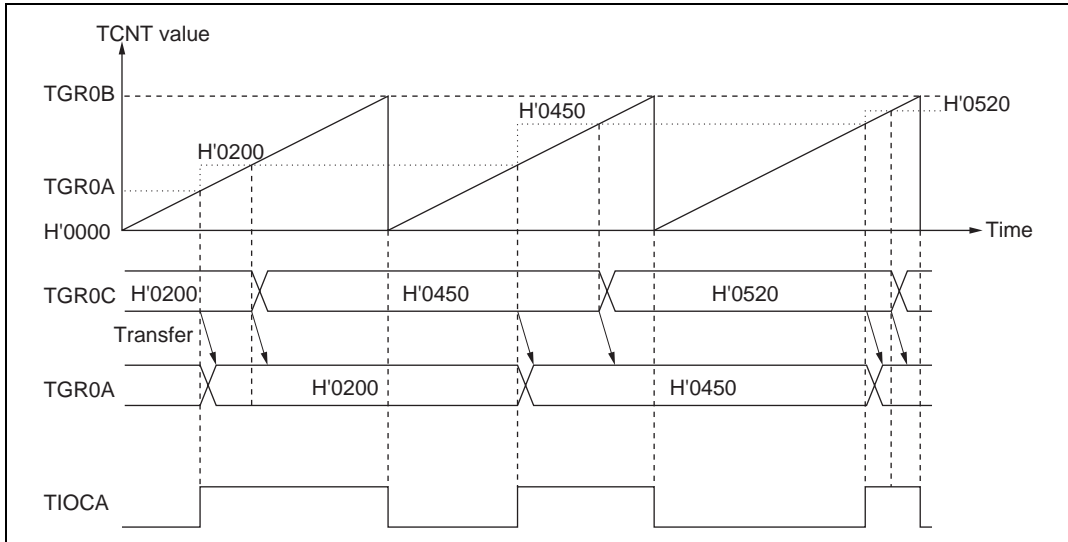 TCNT value
TGR0B
H'0520
H'0450
H'0200
TGR0A
H'0000
Time
TGR0C
H'0200
H'0450
H'0520
Transfer
TGR0A
H'0200
H'0450
TIOCA